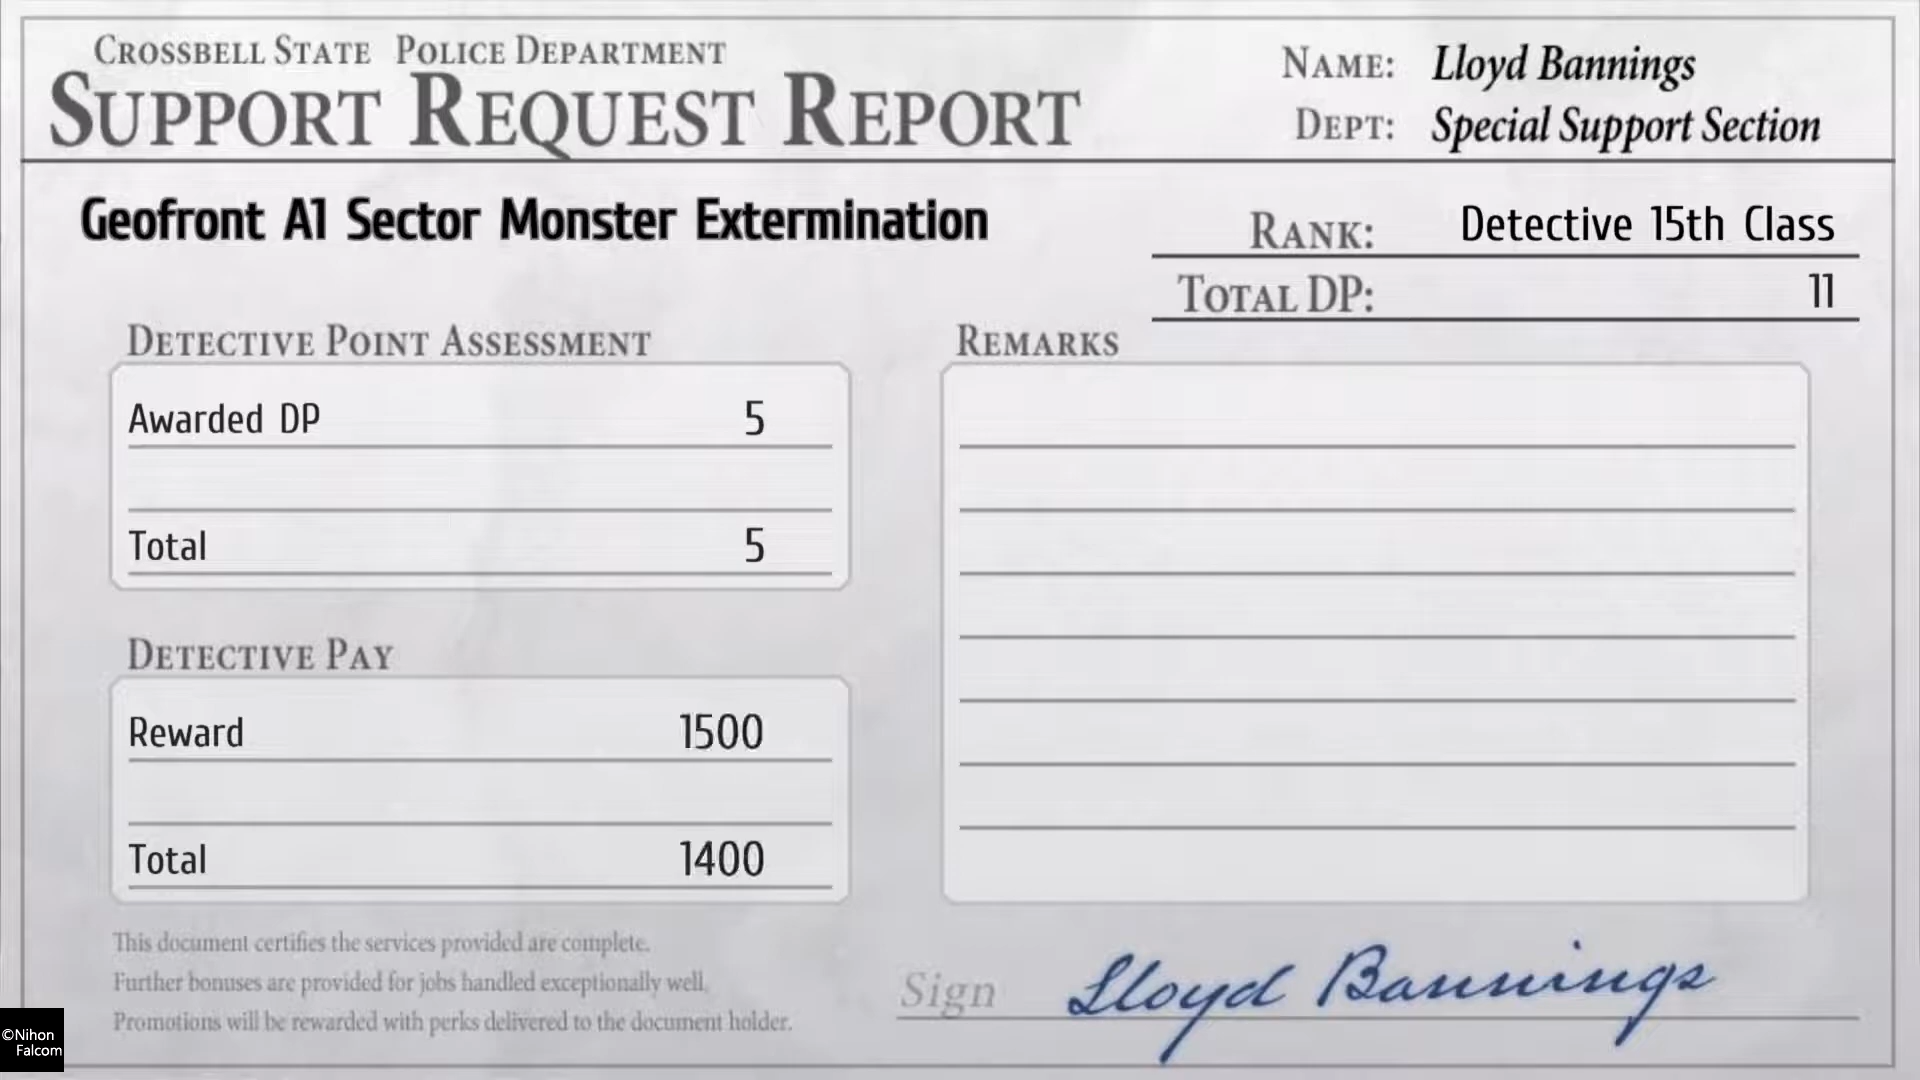 CROSSBELL STATE POLICE DEPARTMENT
SUPPORT REQUEST REPORT
NAME: Lloyd Bannings
DEPT: Special Support Section
Geofront A1 Sector Monster Extermination
RANK: Detective 15th Class
TOTAL DP: 11
DETECTIVE POINT ASSESSMENT
Awarded DP 5
Total 5
DETECTIVE PAY
Reward 1500
Total 1400
REMARKS
This document certifies the services provided are complete.
Further bonuses are provided for jobs handled exceptionally well.
Promotions will be rewarded with perks delivered to the document holder.
Sign Lloyd Bannings
©Nihon
Falcom